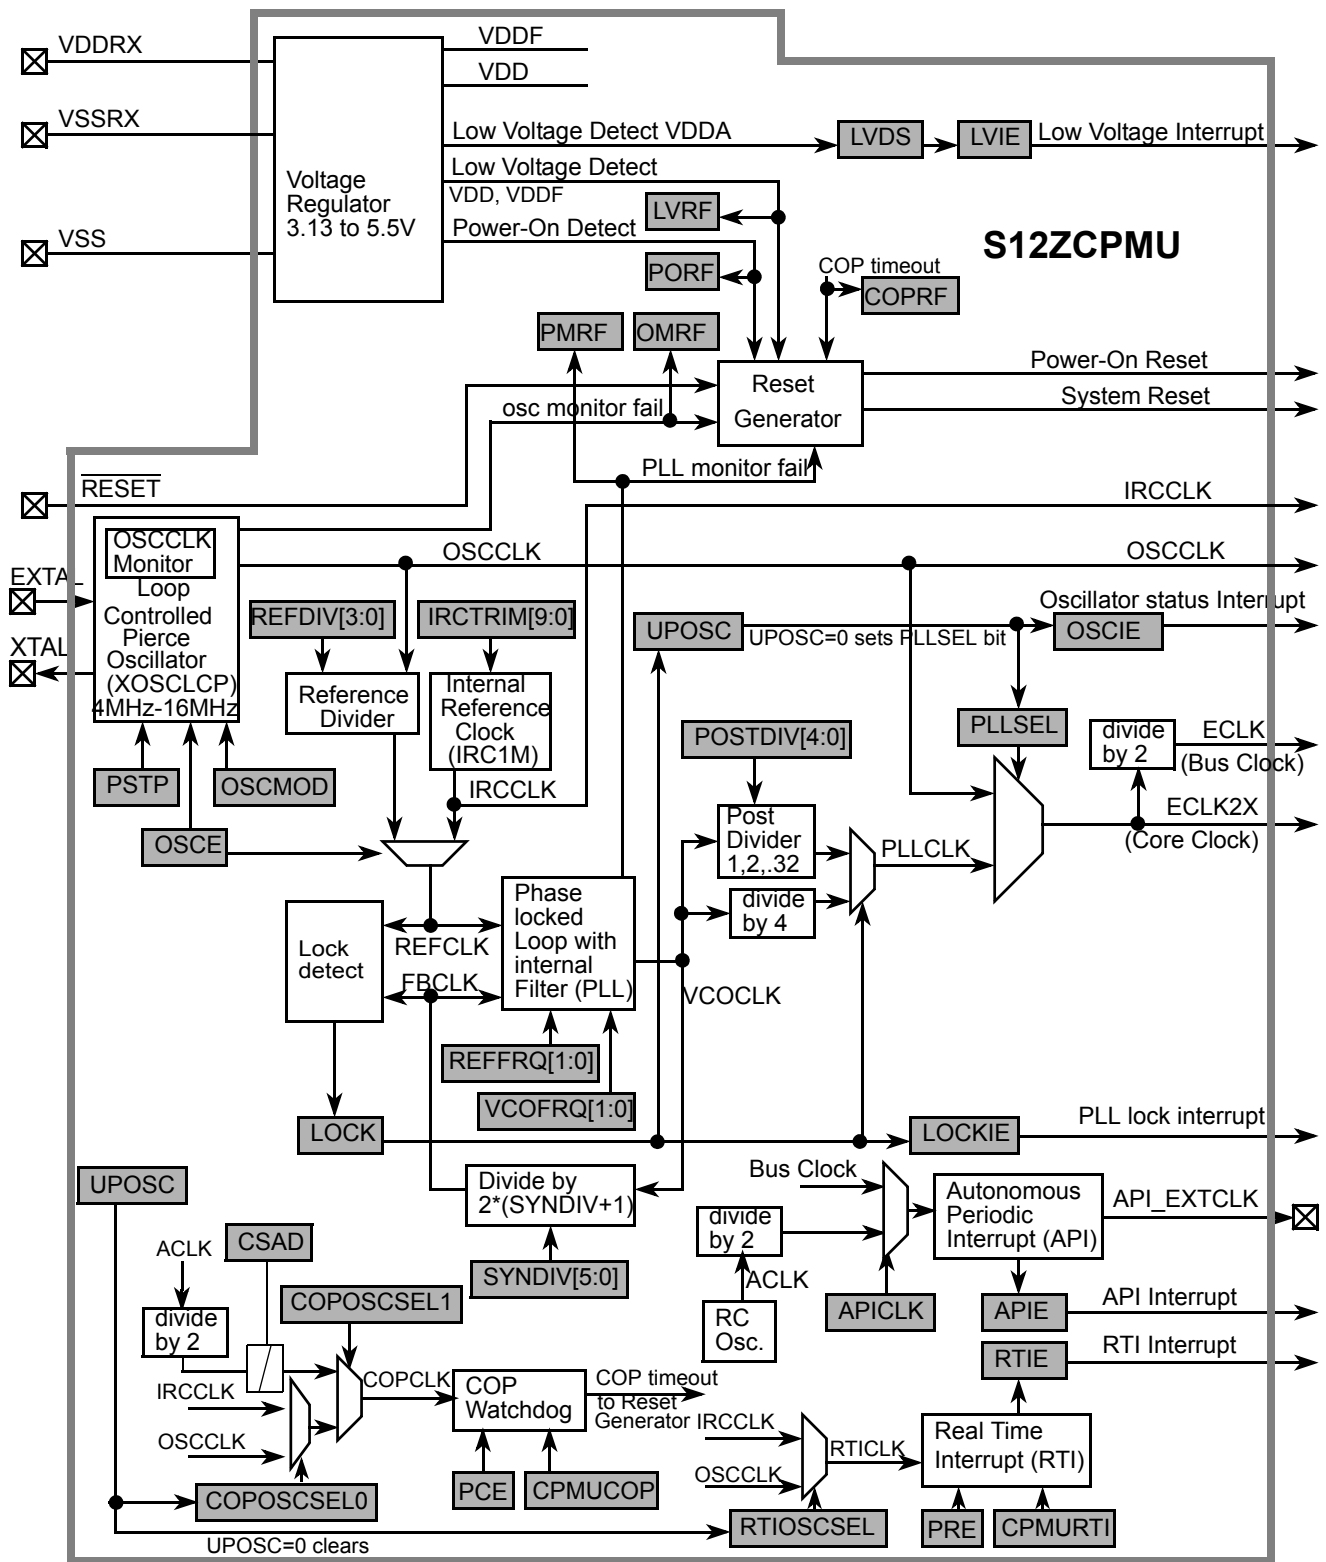 VDDRX
VDDF
VDD
VSSRX
Low Voltage Detect VDDA
LVDS
LVIE
Low Voltage Interrupt
Voltage
Regulator
3.13 to 5.5V
Low Voltage Detect
VDD, VDDF
LVRF
VSS
Power-On Detect
S12ZCPMU
PORF
COP timeout
COPRF
PMRF
OMRF
Reset
Generator
Power-On Reset
System Reset
osc monitor fail
PLL monitor fail
RESET
IRCCLK
OSCCLK
Monitor
Loop
Controlled
Pierce
Oscillator
(XOSCLCP)
4MHz-16MHz
OSCCLK
OSCCLK
EXTAL
XTAL
REFDIV[3:0]
IRCTRIM[9:0]
UPOSC
UPOSC=0 sets PLLSEL bit
Oscillator status Interrupt
OSCIE
Reference
Divider
Internal
Reference
Clock
(IRC1M)
POSTDIV[4:0]
PLLSEL
divide
by 2
ECLK
(Bus Clock)
PSTP
OSCMOD
IRCCLK
ECLK2X
(Core Clock)
OSCE
Post
Divider
1,2,.32
PLLCLK
divide
by 4
Phase
locked
Loop with
internal
Filter (PLL)
Lock
detect
REFCLK
FBCLK
VCOCLK
REFFRQ[1:0]
VCOFRQ[1:0]
LOCK
LOCKIE
PLL lock interrupt
UPOSC
Divide by
2*(SYNDIV+1)
Bus Clock
Autonomous
Periodic
Interrupt (API)
API_EXTCLK
divide
by 2
ACLK
CSAD
SYNDIV[5:0]
ACLK
APICLK
APIE
API Interrupt
divide
by 2
COPOSCSEL1
RC
Osc.
RTIE
RTI Interrupt
IRCCLK
COPCLK
COP
Watchdog
COP timeout
to Reset
Generator
IRCCLK
OSCCLK
RTICLK
Real Time
Interrupt (RTI)
OSCCLK
COPOSCSEL0
PCE
CPMUCOP
RTIOSCSEL
PRE
CPMURTI
UPOSC=0 clears